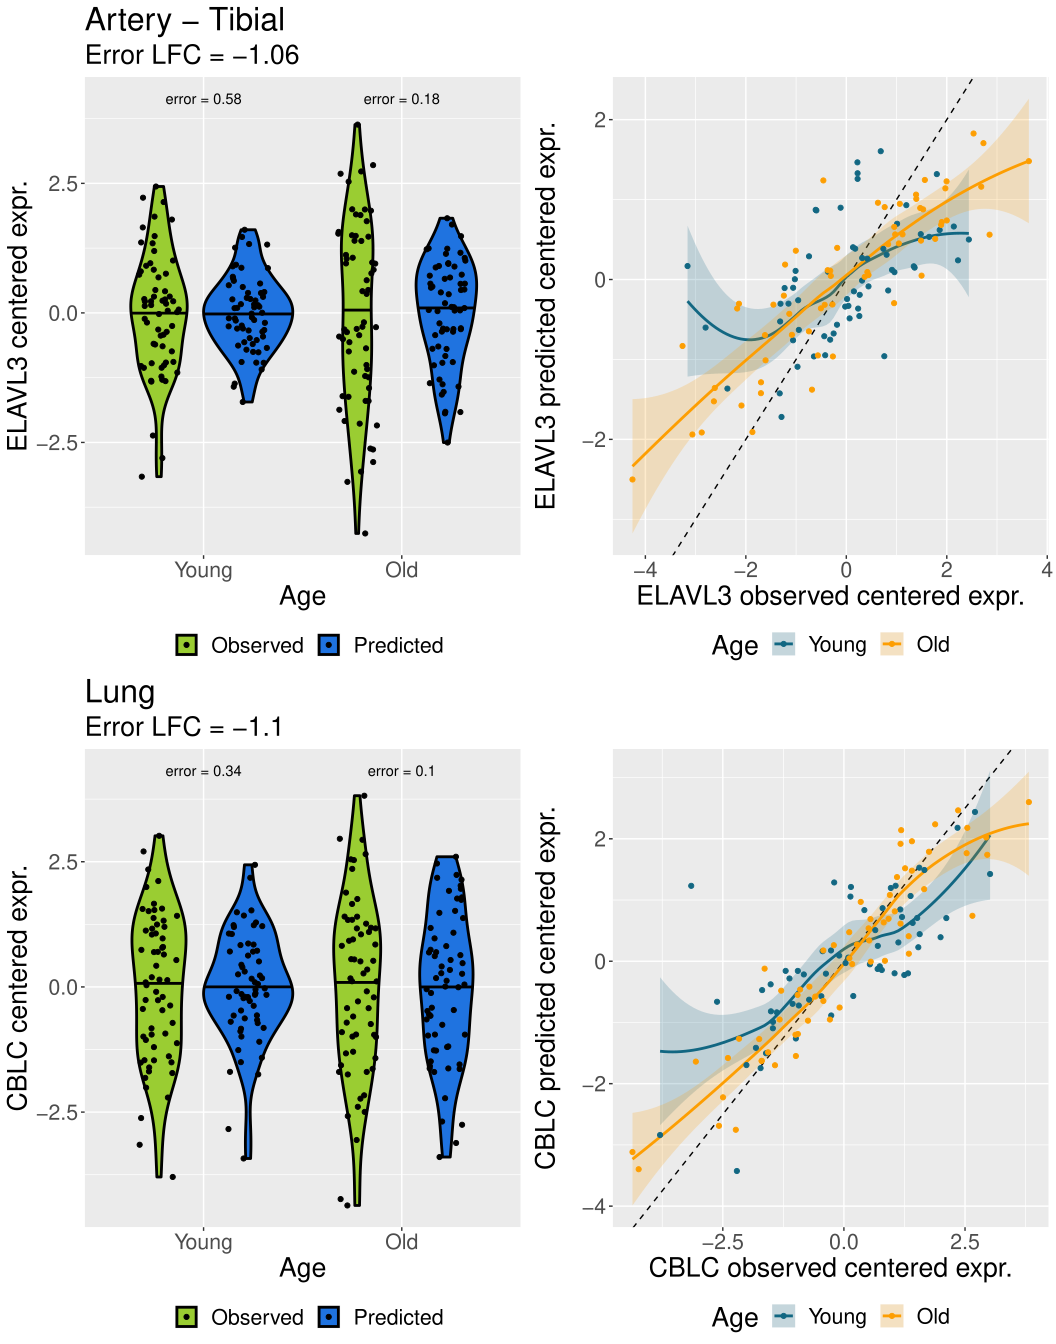 Artery − Tibial
Error LFC = −1.06
error = 0.58
error = 0.18
ELAVL3 centered expr.
2.5
0.0
−2.5
Young
Old
Age
Observed
Predicted
ELAVL3 predicted centered expr.
2
0
−2
−4
−2
0
2
4
ELAVL3 observed centered expr.
Age
Young
Old
Lung
Error LFC = −1.1
error = 0.34
error = 0.1
CBLC centered expr.
2.5
0.0
−2.5
Young
Old
Age
Observed
Predicted
CBLC predicted centered expr.
2
0
−2
−4
−2.5
0.0
2.5
CBLC observed centered expr.
Age
Young
Old